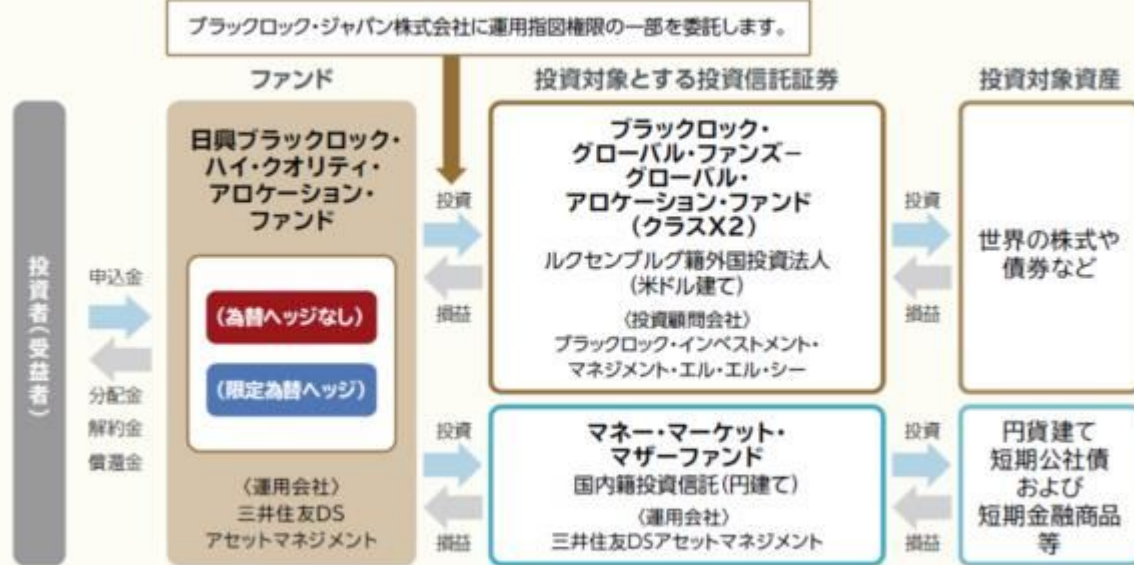 ブラックロック・ジャパン株式会社に運用指図権限の一部を委託します。
ファンド
投資対象とする投資信託証券
投資対象資産
投資者(受益者)
申込金
分配金
解約金
償還金
日興ブラックロック・
ハイ・クオリティ・
アロケーション・
ファンド
(為替ヘッジなし)
(限定為替ヘッジ)
〈運用会社〉
三井住友DS
アセットマネジメント
投資
損益
ブラックロック・
グローバル・ファンズー
グローバル・
アロケーション・ファンド
(クラスX2)
ルクセンブルグ籍外国投資法人
(米ドル建て)
〈投資顧問会社〉
ブラックロック・インベストメント・
マネジメント・エル・エル・シー
投資
損益
世界の株式や
債券など
投資
損益
マネー・マーケット・
マザーファンド
国内籍投資信託(円建て)
〈運用会社〉
三井住友DSアセットマネジメント
投資
損益
円貨建て
短期公社債
および
短期金融商品
等